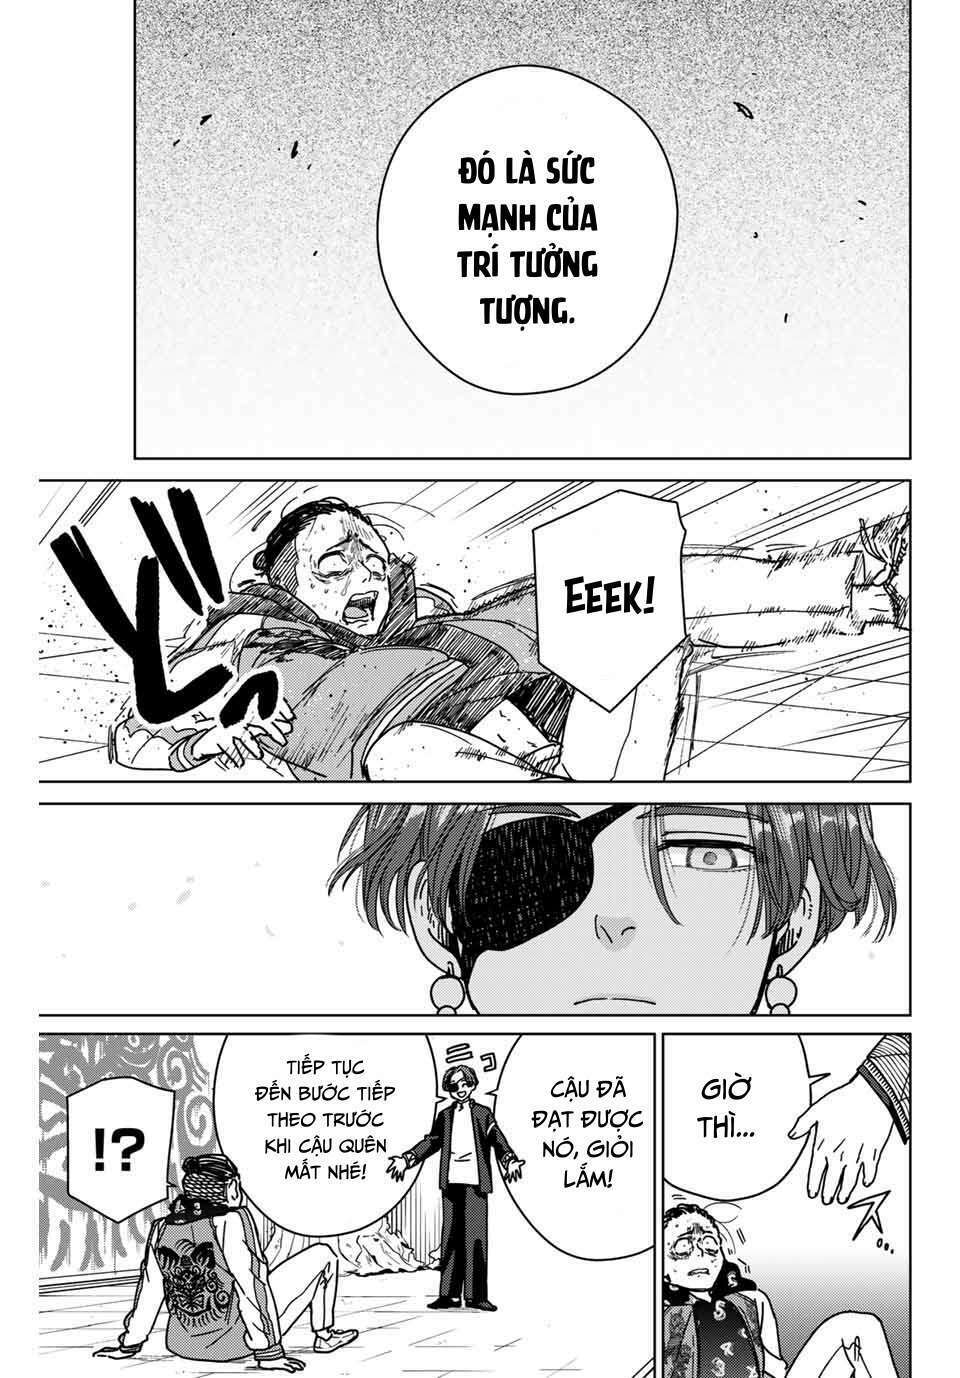 ĐÓ LÀ SỨC
MẠNH CỦA
TRÍ TƯỞNG
TƯỢNG.
EEEK!
GIỜ
THÌ...
CẬU ĐÃ
ĐẠT ĐƯỢC
NÓ, GIỎI
LẮM!
TIẾP TỤC
ĐẾN BƯỚC TIẾP
THEO TRƯỚC
KHI CẬU QUÊN
MẤT NHÉ!
!?